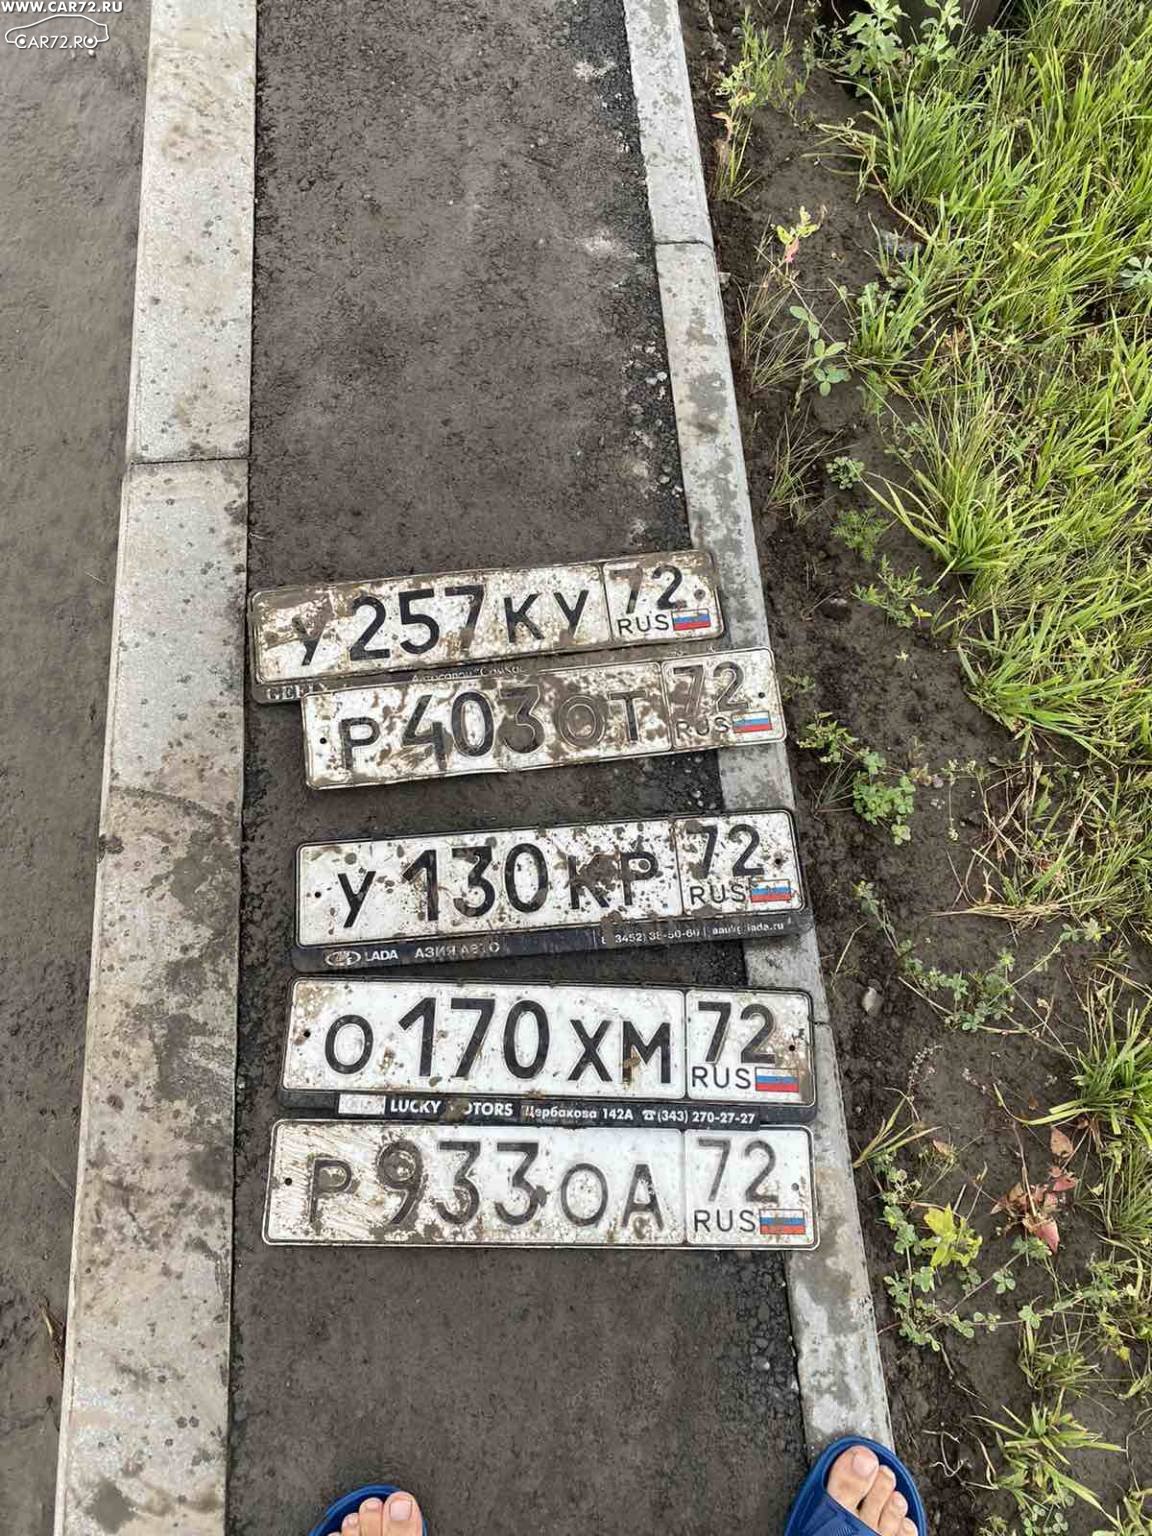 WWW.CAR72.RU
CAR72.RU
У 257 КУ 72
RUS
Р 403 ОТ 72
RUS
У 130 КР 72
RUS
LADA АЗИЯ АВТО
О 170 ХМ 72
RUS
LUCKY MOTORS Щербакова 142А ☎(343) 270-27-27
Р 933 ОА 72
RUS